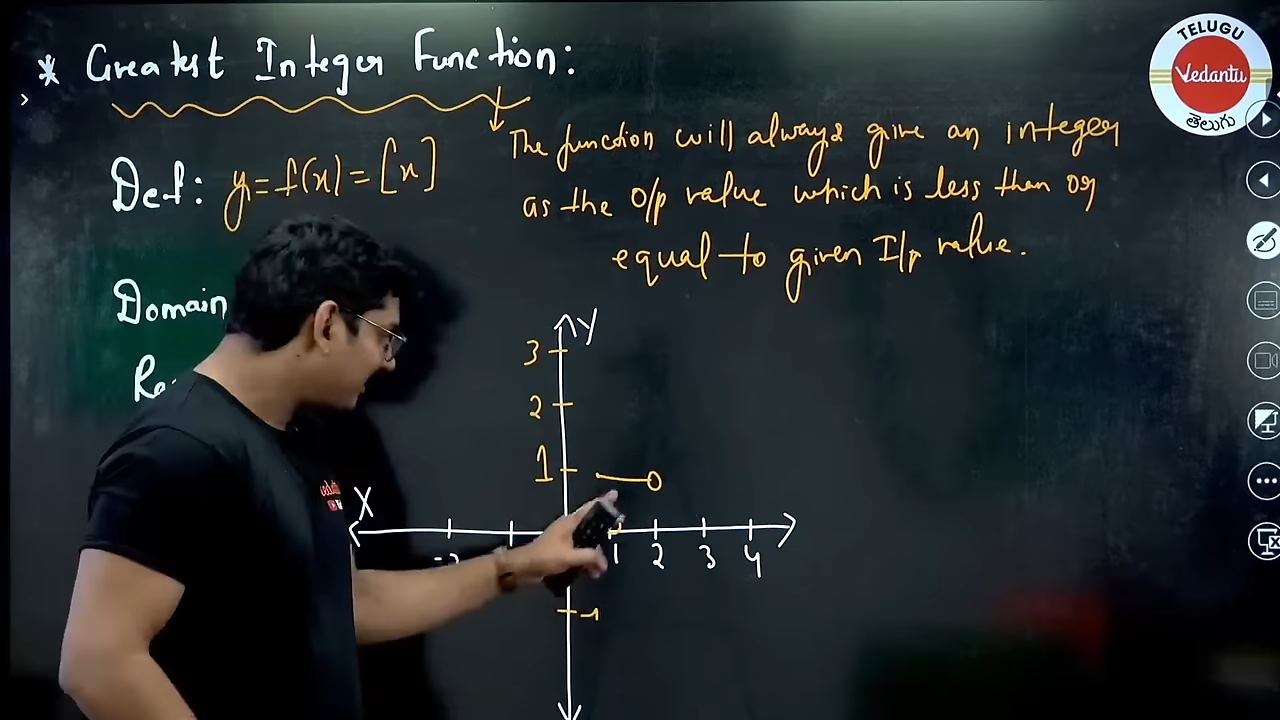 * Greatest Integer Function:
Def: y = f(x) = [x]
The function will always give an integer
as the o/p value which is less than or
equal to given I/p value.
Domain
Y
3
2
1
X
1 2 3 4
-1
TELUGU
Vedantu
తెలుగు